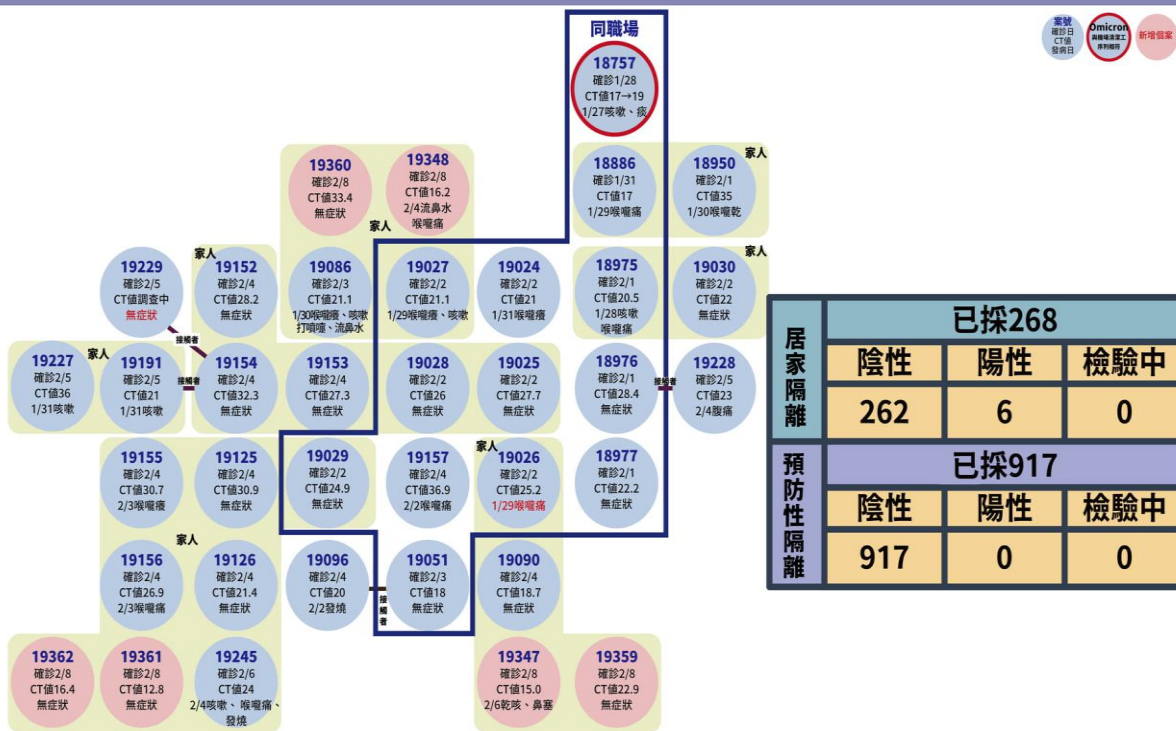 案號
確診日
CT值
發病日
Omicron
與機場清潔工
序列相符
新增個案
同職場
18757
確診1/28
CT值17→19
1/27咳嗽、痰
18886
確診1/31
CT值17
1/29喉嚨痛
家人
18950
確診2/1
CT值35
1/30喉嚨乾
19360
確診2/8
CT值33.4
無症狀
19348
確診2/8
CT值16.2
2/4流鼻水
喉嚨痛
家人
19229
確診2/5
CT值調查中
無症狀
家人
19152
確診2/4
CT值28.2
無症狀
19086
確診2/3
CT值21.1
1/30喉嚨癢、咳嗽
打噴嚏、流鼻水
19027
確診2/2
CT值21.1
1/29喉嚨癢、咳嗽
19024
確診2/2
CT值21
1/31喉嚨癢
18975
確診2/1
CT值20.5
1/28咳嗽
喉嚨痛
家人
19030
確診2/2
CT值22
無症狀
接觸者
19227
確診2/5
CT值36
1/31咳嗽
家人
19191
確診2/5
CT值21
1/31咳嗽
接觸者
19154
確診2/4
CT值32.3
無症狀
19153
確診2/4
CT值27.3
無症狀
19028
確診2/2
CT值26
無症狀
19025
確診2/2
CT值27.7
無症狀
18976
確診2/1
CT值28.4
無症狀
接觸者
19228
確診2/5
CT值23
2/4腹痛
19155
確診2/4
CT值30.7
2/3喉嚨癢
19125
確診2/4
CT值30.9
無症狀
19029
確診2/2
CT值24.9
無症狀
19157
確診2/4
CT值36.9
2/2喉嚨痛
家人
19026
確診2/2
CT值25.2
1/29喉嚨痛
18977
確診2/1
CT值22.2
無症狀
家人
19156
確診2/4
CT值26.9
2/3喉嚨痛
19126
確診2/4
CT值21.4
無症狀
19096
確診2/4
CT值20
2/2發燒
接觸者
19051
確診2/3
CT值18
無症狀
19090
確診2/4
CT值18.7
無症狀
19362
確診2/8
CT值16.4
無症狀
19361
確診2/8
CT值12.8
無症狀
19245
確診2/6
CT值24
2/4咳嗽、喉嚨痛、
發燒
19347
確診2/8
CT值15.0
2/6乾咳、鼻塞
19359
確診2/8
CT值22.9
無症狀
居家隔離
已採268
陰性 陽性 檢驗中
262 6 0
預防性隔離
已採917
陰性 陽性 檢驗中
917 0 0